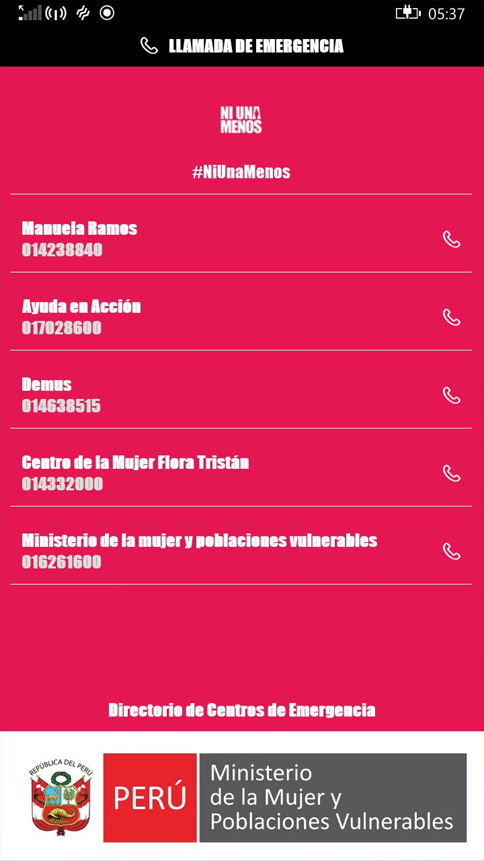 05:37
LLAMADA DE EMERGENCIA
NI UNA
MENOS
#NiUnaMenos
Manuela Ramos
014238840
Ayuda en Acción
017028600
Demus
014638515
Centro de la Mujer Flora Tristán
014332000
Ministerio de la mujer y poblaciones vulnerables
016261600
Directorio de Centros de Emergencia
REPÚBLICA DEL PERÚ
PERÚ
Ministerio
de la Mujer y
Poblaciones Vulnerables